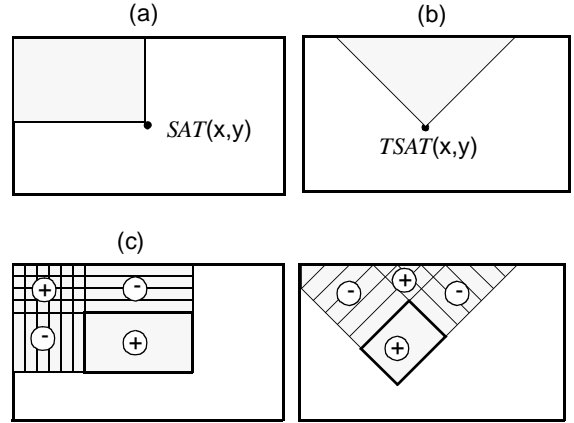 (a)
(b)
SAT(x,y)
TSAT(x,y)
(c)
+
-
+
-
-
-
+
+